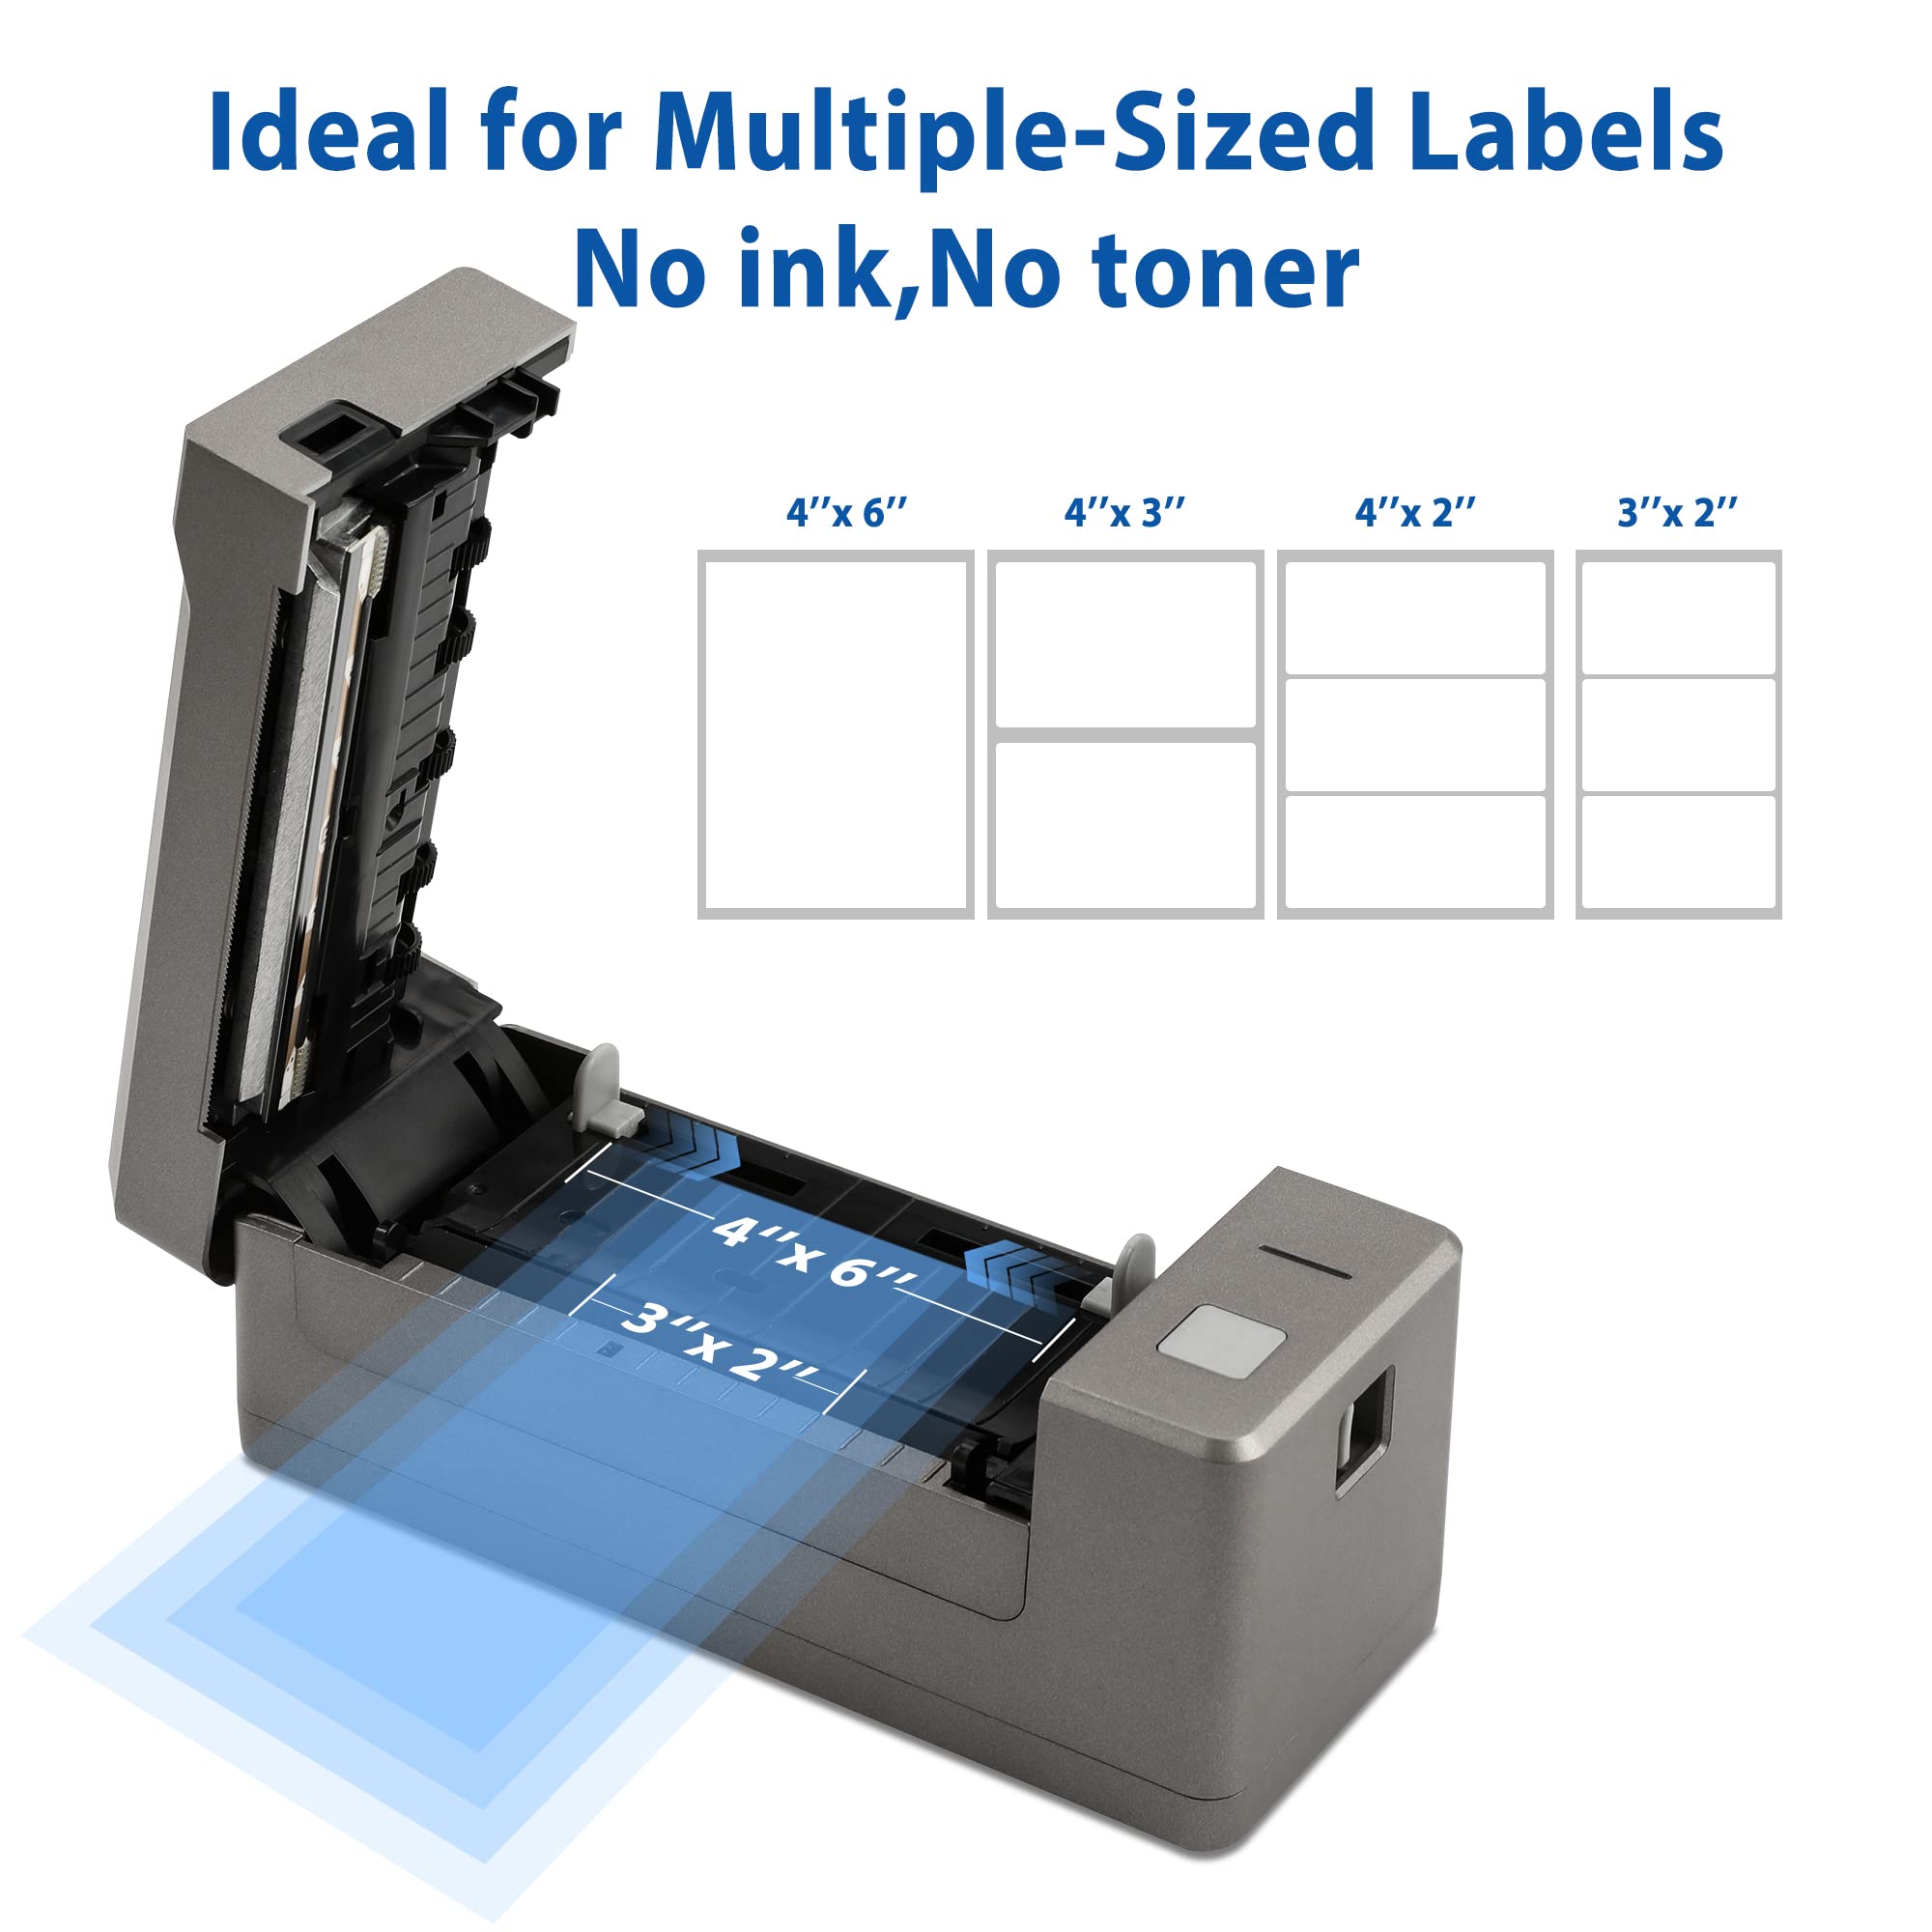 Ideal for Multiple-Sized Labels
No ink,No toner
4''x 6'' 4''x 3'' 4''x 2'' 3''x 2''
4''x 6''
3''x 2''